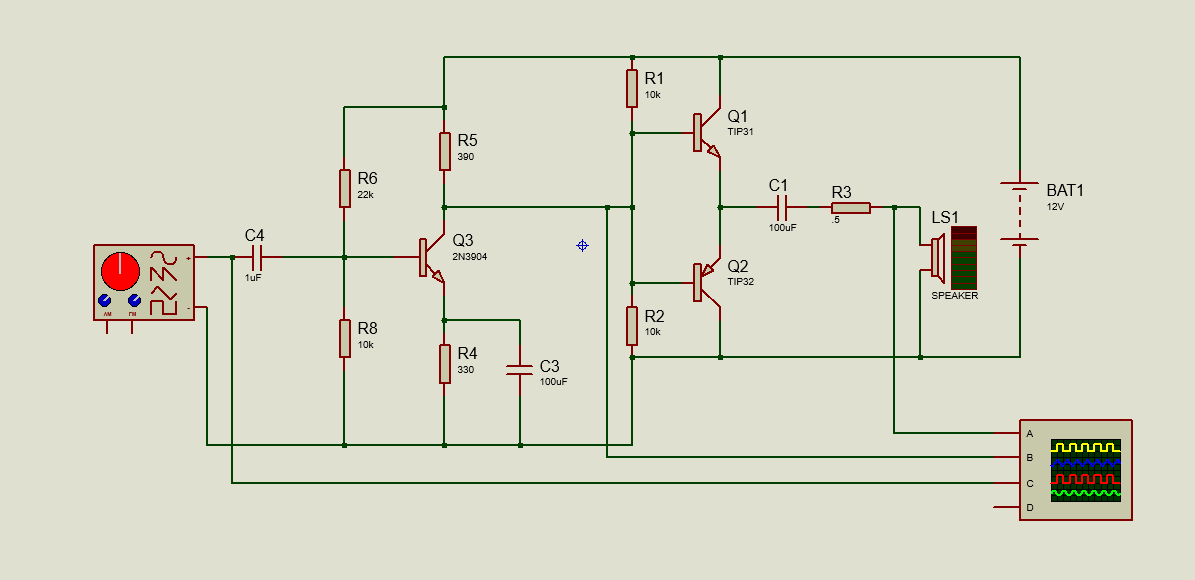 R1
10k
Q1
TIP31
R5
390
R6
22k
C1
100uF
R3
.5
BAT1
12V
LS1
SPEAKER
C4
1uF
Q3
2N3904
Q2
TIP32
+
-
AM
FM
R8
10k
R2
10k
R4
330
C3
100uF
A
B
C
D